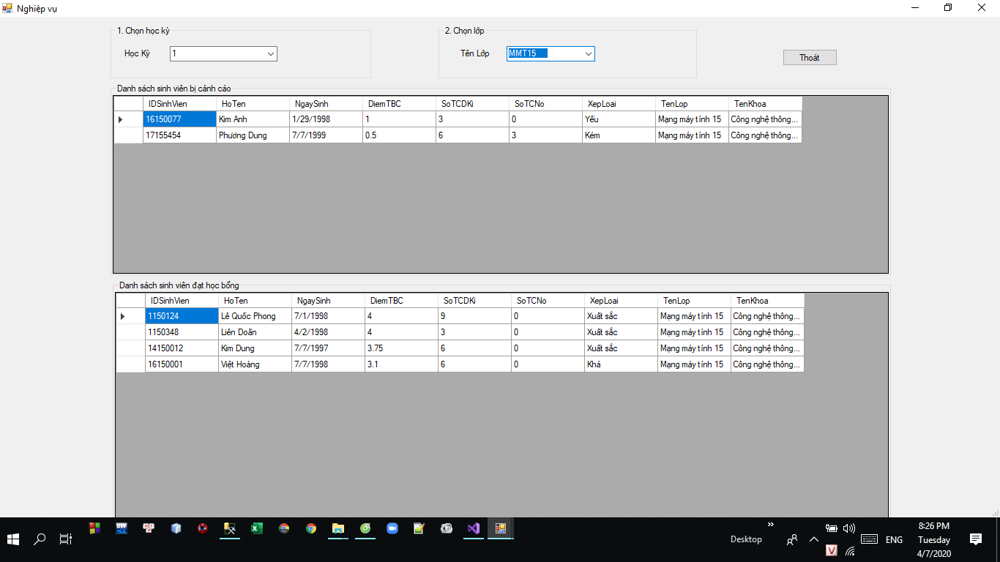 Nghiệp vụ
1. Chọn học kỳ
Học Kỳ 1
2. Chọn lớp
Tên Lớp MMT15
Thoát
Danh sách sinh viên bị cảnh cáo
IDSinhVien HoTen NgaySinh DiemTBC SoTCDKi SoTCNo XepLoai TenLop TenKhoa
16150077 Kim Anh 1/29/1998 1 3 0 Yếu Mạng máy tính 15 Công nghệ thông...
17155454 Phương Dung 7/7/1999 0.5 6 3 Kém Mạng máy tính 15 Công nghệ thông...
Danh sách sinh viên đạt học bổng
IDSinhVien HoTen NgaySinh DiemTBC SoTCDKi SoTCNo XepLoai TenLop TenKhoa
1150124 Lê Quốc Phong 7/1/1998 4 9 0 Xuất sắc Mạng máy tính 15 Công nghệ thông...
1150348 Liên Doãn 4/2/1998 4 3 0 Xuất sắc Mạng máy tính 15 Công nghệ thông...
14150012 Kim Dung 7/7/1997 3.75 6 0 Xuất sắc Mạng máy tính 15 Công nghệ thông...
16150001 Việt Hoàng 7/7/1998 3.1 6 0 Khá Mạng máy tính 15 Công nghệ thông...
Desktop
ENG
8:26 PM
Tuesday
4/7/2020